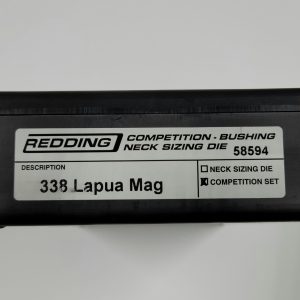 REDDING
COMPETITION - BUSHING
NECK SIZING DIE 58594
DESCRIPTION
338 Lapua Mag
☐ NECK SIZING DIE
☒ COMPETITION SET